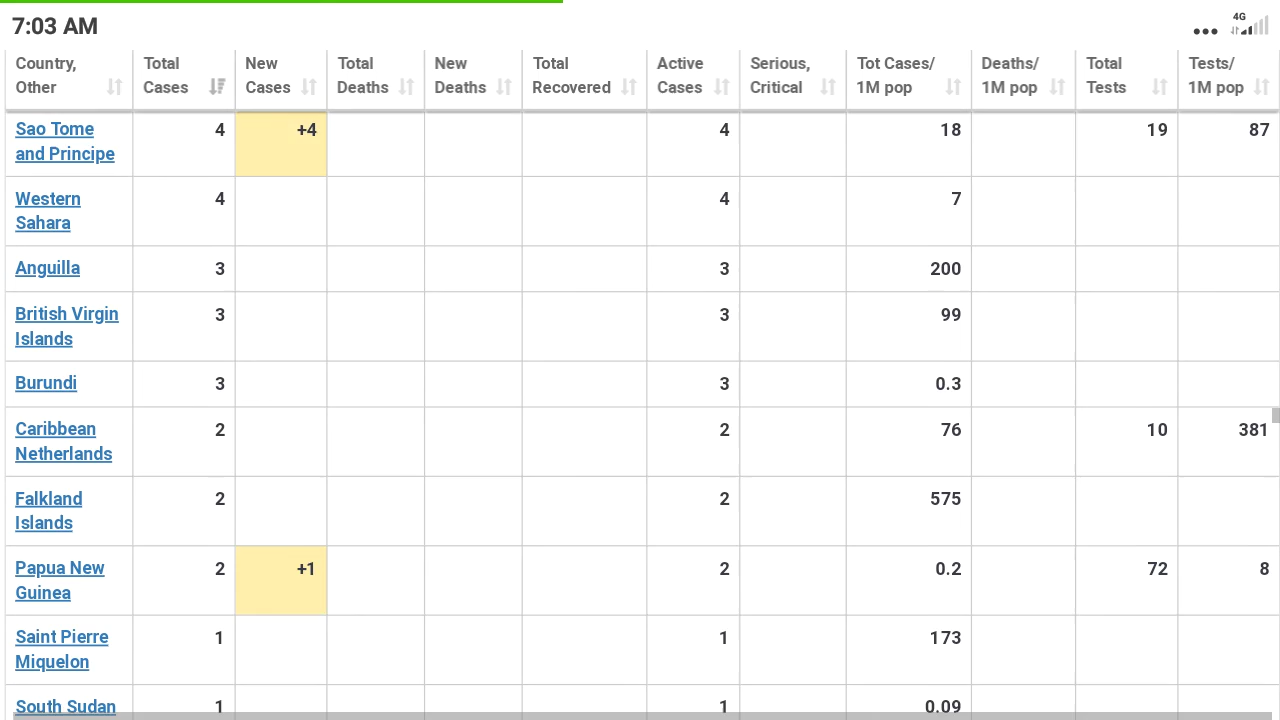 7:03 AM
4G
Country, Other	Total Cases	New Cases	Total Deaths	New Deaths	Total Recovered	Active Cases	Serious, Critical	Tot Cases/ 1M pop	Deaths/ 1M pop	Total Tests	Tests/ 1M pop
Sao Tome and Principe	4	+4				4		18		19	87
Western Sahara	4					4		7			
Anguilla	3					3		200			
British Virgin Islands	3					3		99			
Burundi	3					3		0.3			
Caribbean Netherlands	2					2		76		10	381
Falkland Islands	2					2		575			
Papua New Guinea	2	+1				2		0.2		72	8
Saint Pierre Miquelon	1					1		173			
South Sudan	1					1		0.09